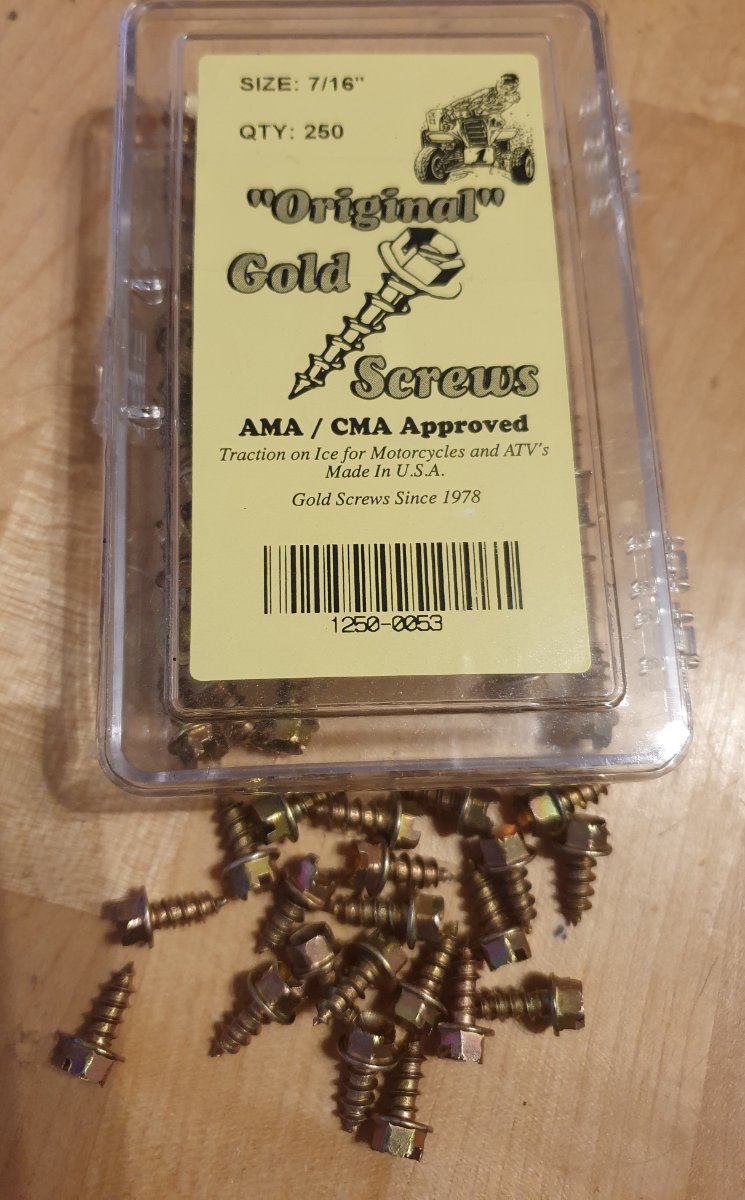 SIZE: 7/16"
QTY: 250
1
"Original"
Gold
Screws
AMA / CMA Approved
Traction on Ice for Motorcycles and ATV's
Made In U.S.A.
Gold Screws Since 1978
1250-0053